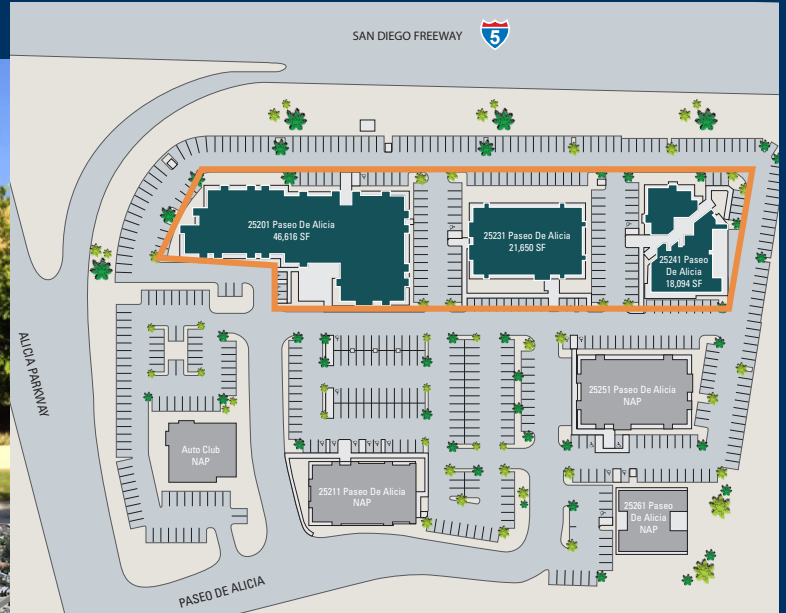 SAN DIEGO FREEWAY
5
25201 Paseo De Alicia
46,616 SF
25231 Paseo De Alicia
21,650 SF
25241 Paseo
De Alicia
18,094 SF
ALICIA PARKWAY
25251 Paseo De Alicia
NAP
Auto Club
NAP
25211 Paseo De Alicia
NAP
25261 Paseo
De Alicia
NAP
PASEO DE ALICIA